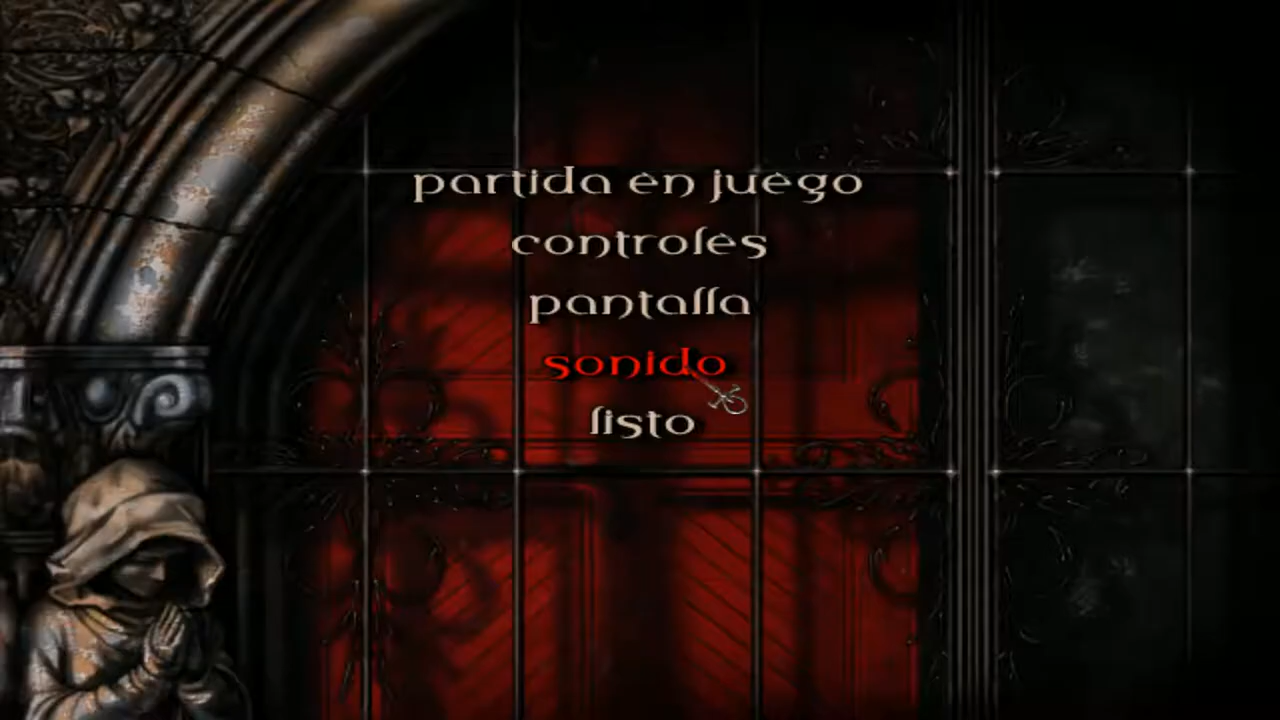 partida en juego
controles
pantalla
sonido
listo